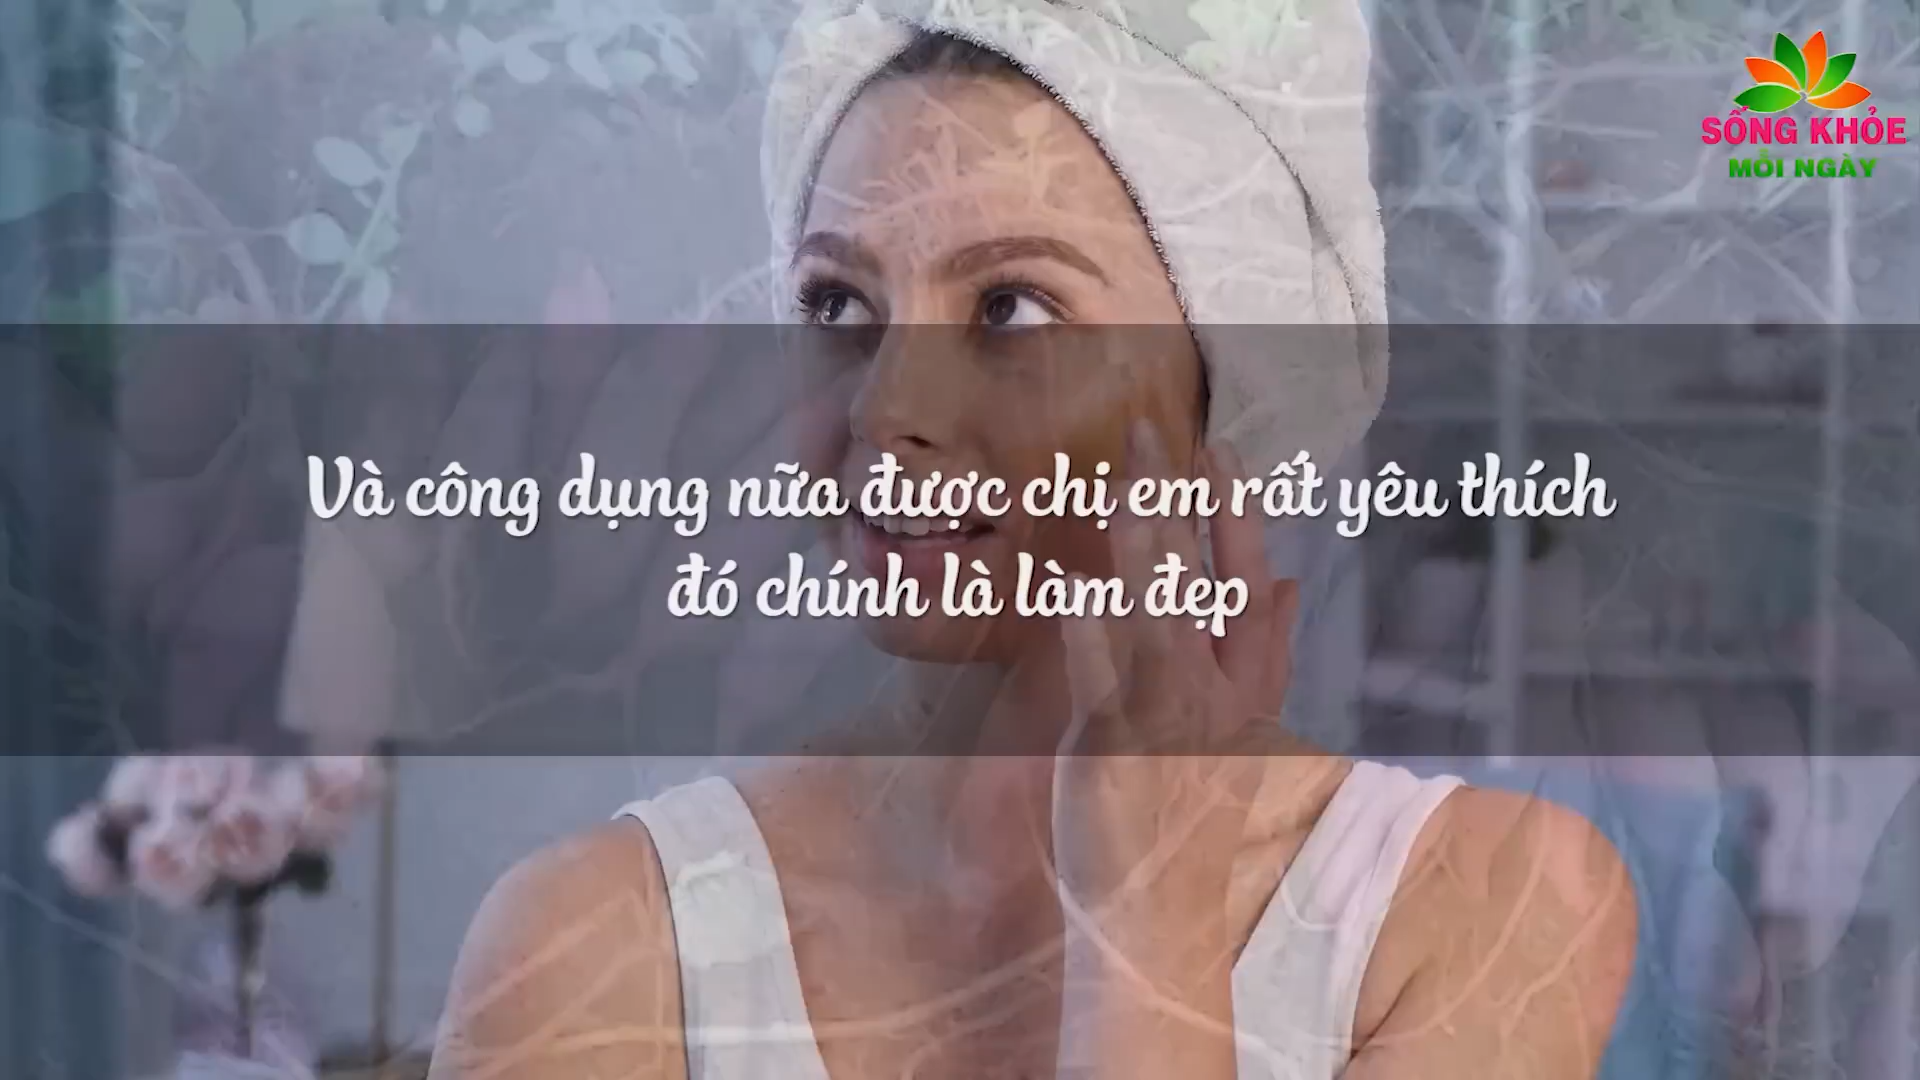 SỐNG KHỎE
MỖI NGÀY
Và công dụng nữa được chị em rất yêu thích
đó chính là làm đẹp